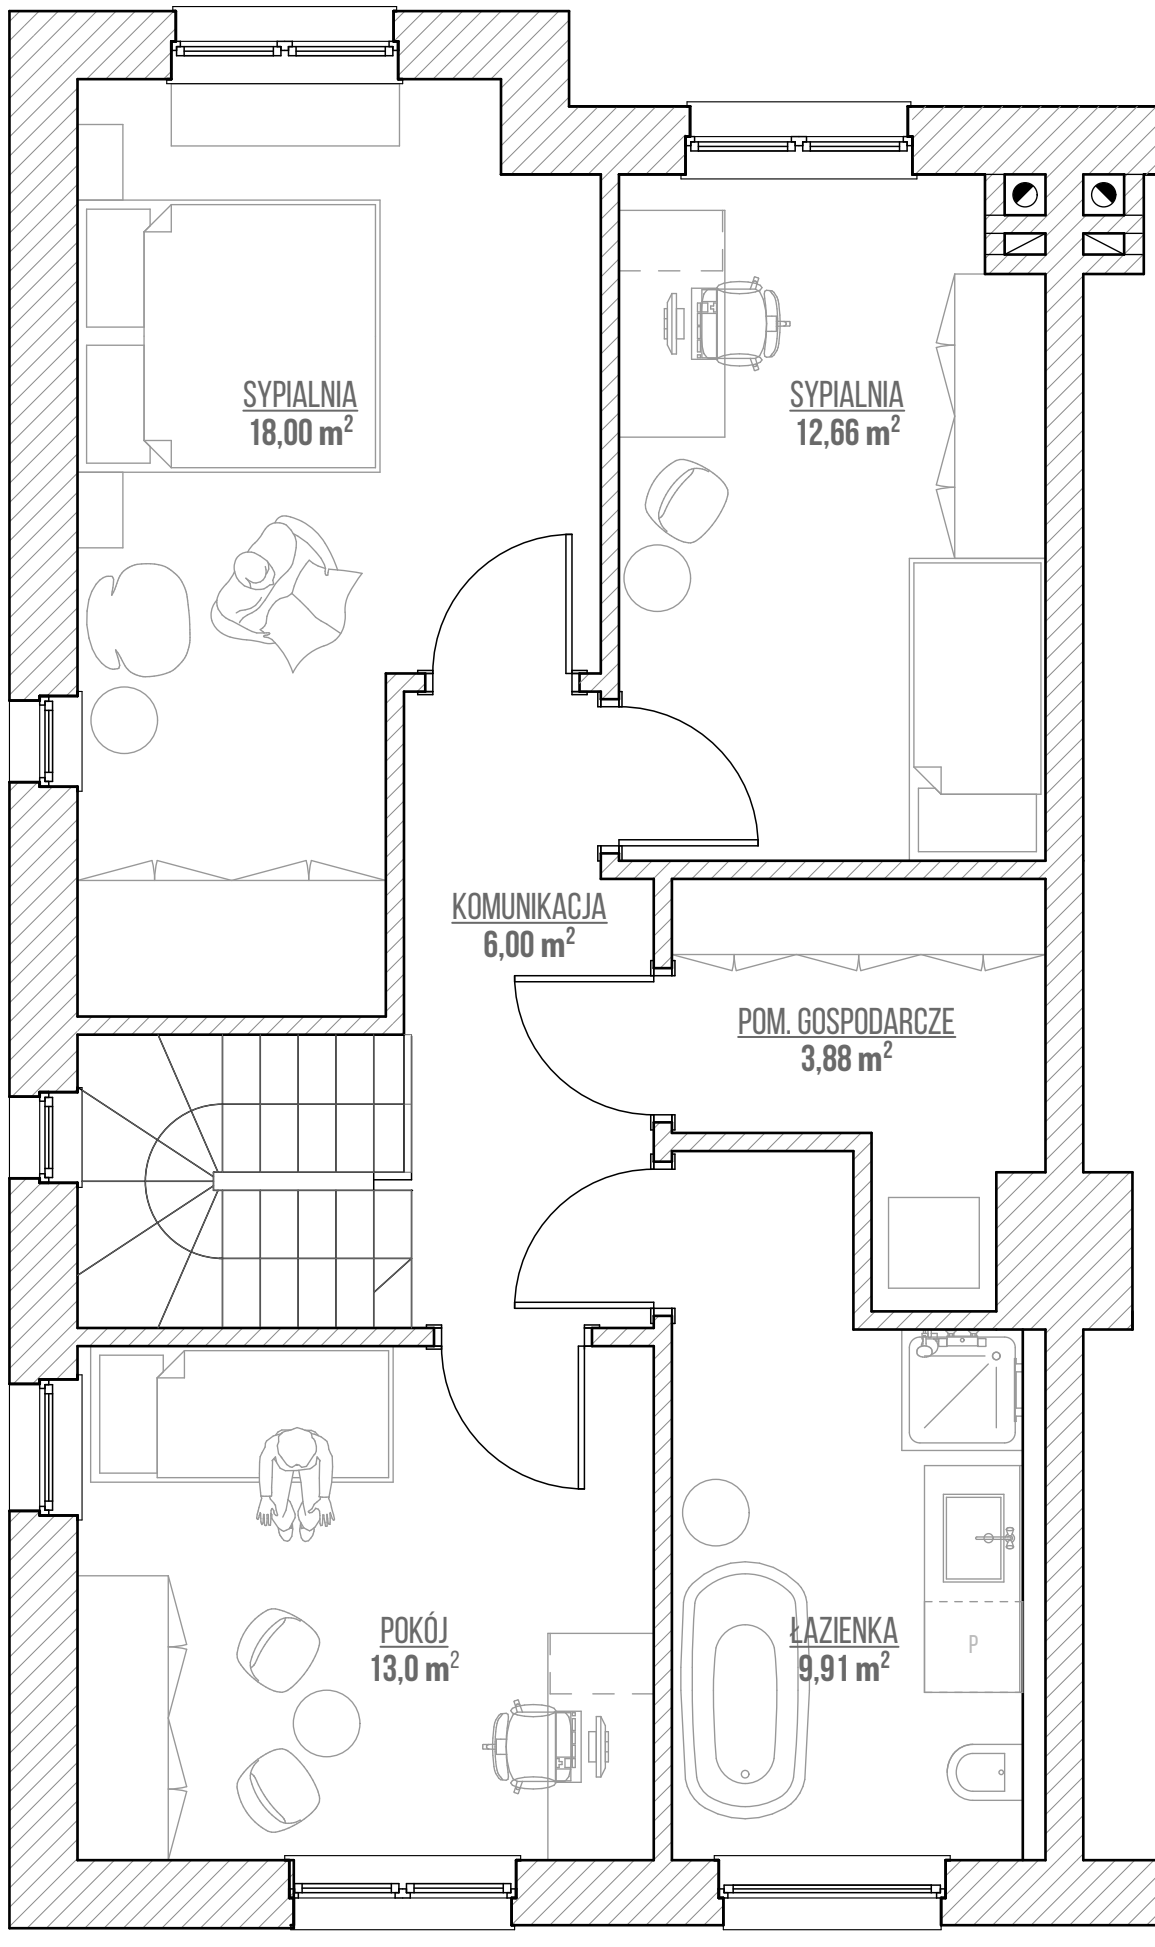 SYPIALNIA
18,00 m²
SYPIALNIA
12,66 m²
KOMUNIKACJA
6,00 m²
POM. GOSPODARCZE
3,88 m²
POKÓJ
13,0 m²
ŁAZIENKA
9,91 m²
P